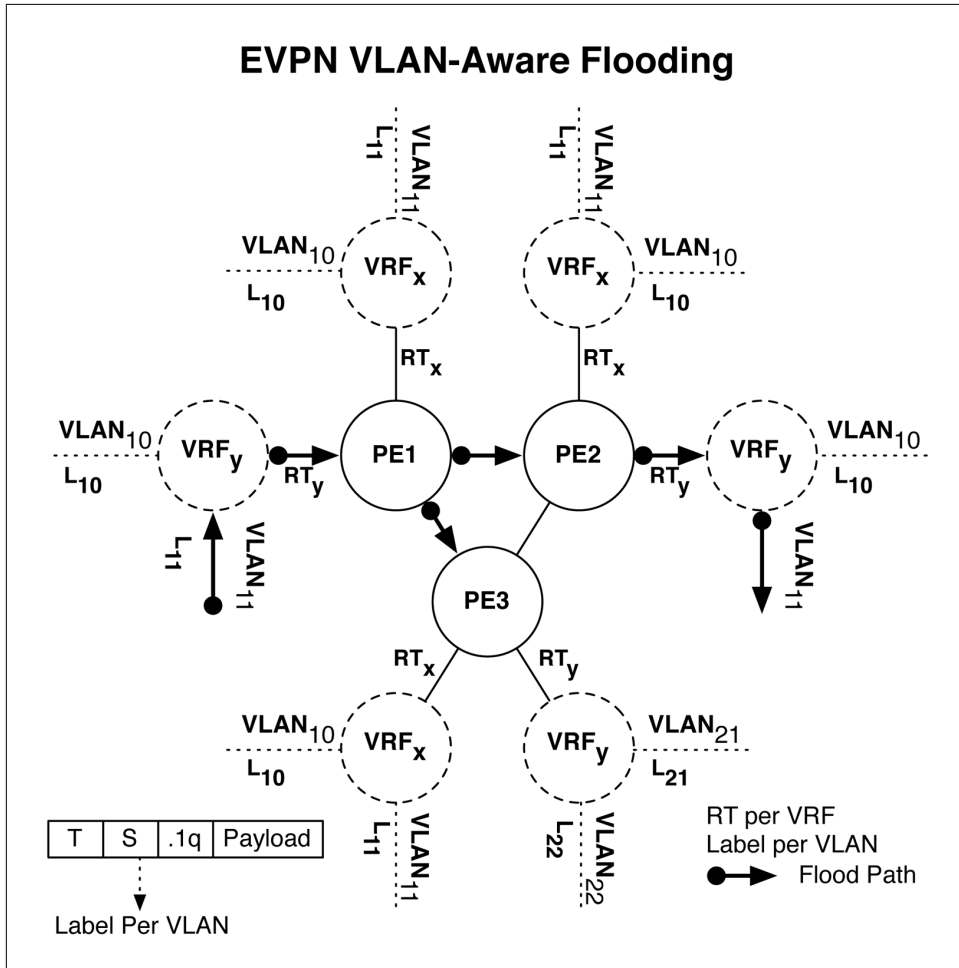 EVPN VLAN-Aware Flooding
L11
VLAN11
L11
VLAN11
VLAN10
L10
VRFx
VRFx
VLAN10
L10
RTx
RTx
VLAN10
L10
VRFy
RTy
PE1
PE2
RTy
VRFy
VLAN10
L10
L11
VLAN11
VLAN11
PE3
RTx
RTy
VLAN10
L10
VRFx
VRFy
VLAN21
L21
L11
VLAN11
L22
VLAN22
T S .1q Payload
Label Per VLAN
RT per VRF
Label per VLAN
Flood Path